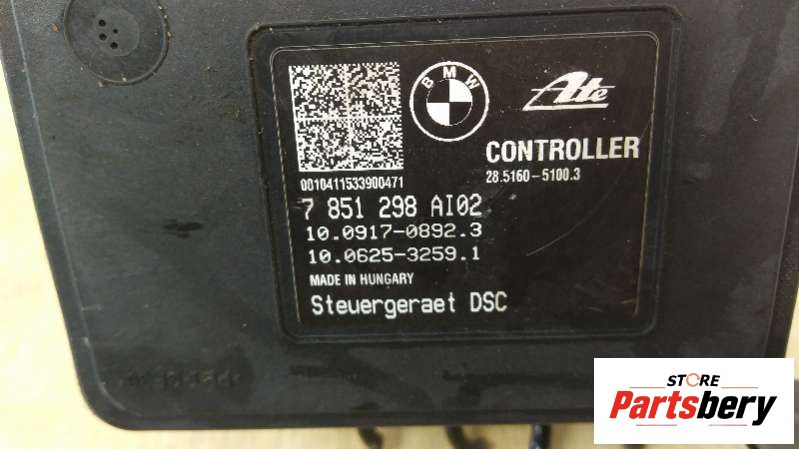 BMW
Ate
CONTROLLER
28.5160-5100.3
0010411533900471
7 851 298 AI02
10.0917-0892.3
10.0625-3259.1
MADE IN HUNGARY
Steuergeraet DSC
STORE
Partsbery